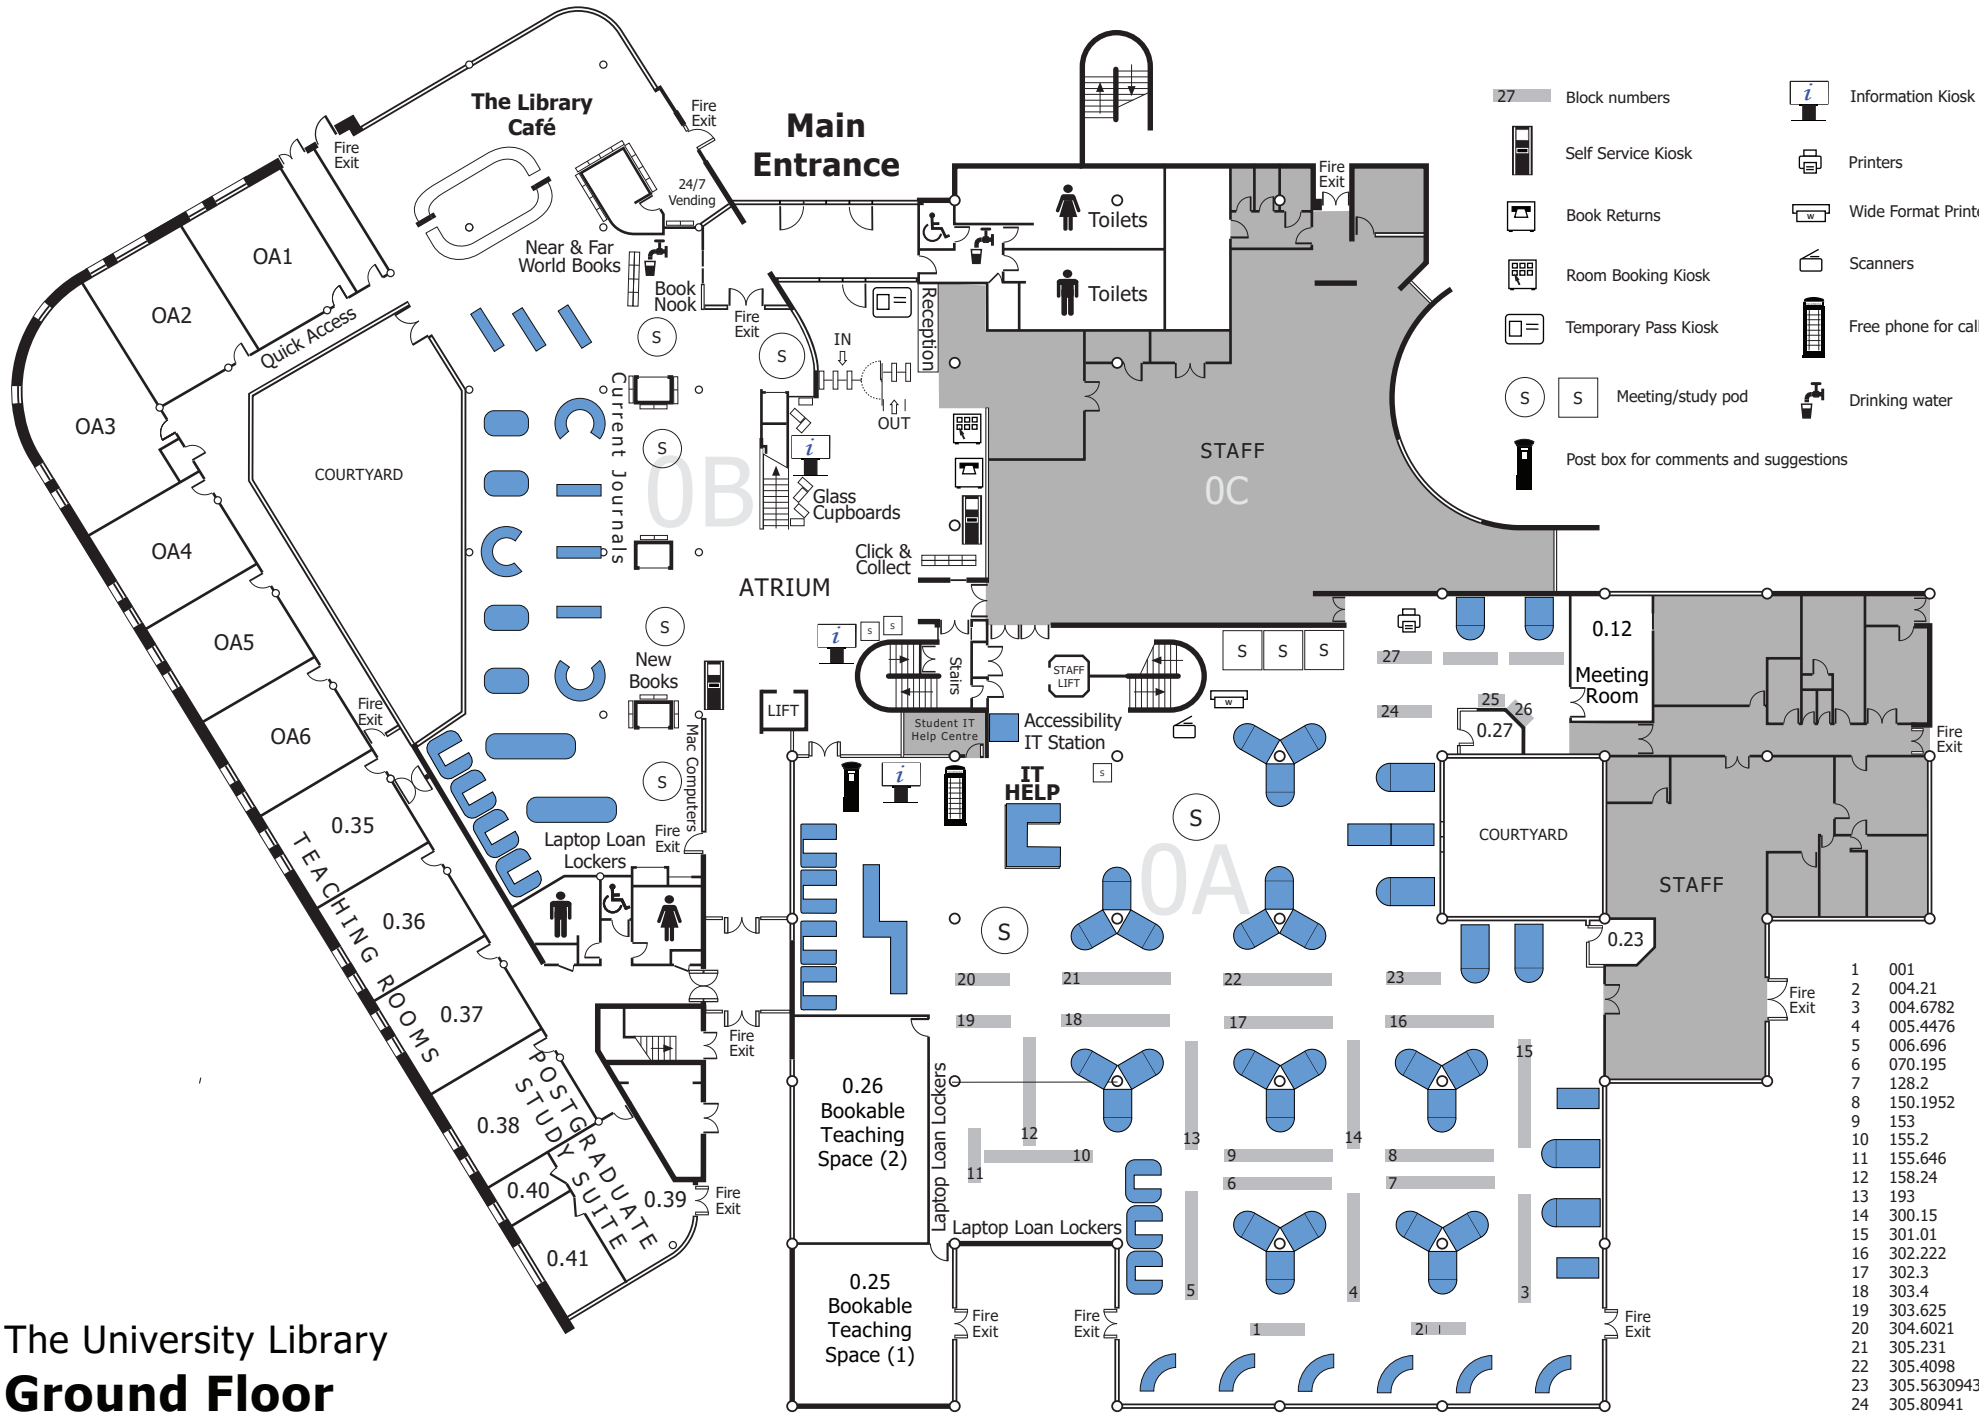 The Library
Café
Fire
Exit
Fire
Exit
Main
Entrance
24/7
Vending
Near & Far
World Books
Book
Nook
Fire
Exit
OA1
OA2
OA3
OA4
OA5
OA6
Quick Access
COURTYARD
Current Journals
S
S
S
S
S
0B
IN
OUT
Reception
Toilets
Toilets
Fire
Exit
STAFF
0C
i
Glass
Cupboards
Click &
Collect
ATRIUM
New
Books
Mac Computers
LIFT
i
S
S
Stairs
STAFF
LIFT
Student IT
Help Centre
Accessibility
IT Station
IT
HELP
S
i
W
S
S
S
S
S
0A
Fire
Exit
Laptop Loan
Lockers
Fire
Exit
TEACHING ROOMS
0.35
0.36
0.37
0.38
0.40
0.41
0.39
POSTGRADUATE
STUDY SUITE
Fire
Exit
Fire
Exit
0.26
Bookable
Teaching
Space (2)
Laptop Loan Lockers
Laptop Loan Lockers
0.25
Bookable
Teaching
Space (1)
Fire
Exit
Fire
Exit
Fire
Exit
27
24
25
26
0.27
0.12
Meeting
Room
COURTYARD
STAFF
0.23
Fire
Exit
Fire
Exit
20
21
22
23
19
18
17
16
15
12
13
14
11
10
9
8
6
7
5
4
3
1
2
27 Block numbers
Self Service Kiosk
Book Returns
Room Booking Kiosk
Temporary Pass Kiosk
S S Meeting/study pod
Post box for comments and suggestions
i Information Kiosk
Printers
W Wide Format Printe
Scanners
Free phone for cal
Drinking water
1 001
2 004.21
3 004.6782
4 005.4476
5 006.696
6 070.195
7 128.2
8 150.1952
9 153
10 155.2
11 155.646
12 158.24
13 193
14 300.15
15 301.01
16 302.222
17 302.3
18 303.4
19 303.625
20 304.6021
21 305.231
22 305.4098
23 305.5630943
24 305.80941
The University Library
Ground Floor